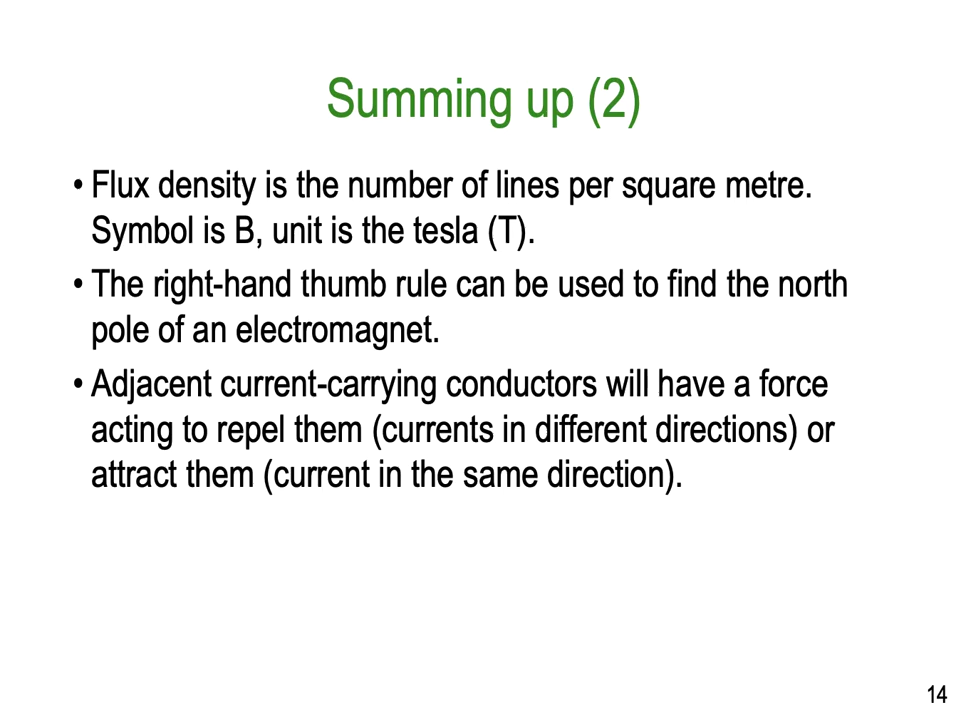 Summing up (2)
• Flux density is the number of lines per square metre.
Symbol is B, unit is the tesla (T).
• The right-hand thumb rule can be used to find the north
pole of an electromagnet.
• Adjacent current-carrying conductors will have a force
acting to repel them (currents in different directions) or
attract them (current in the same direction).
14